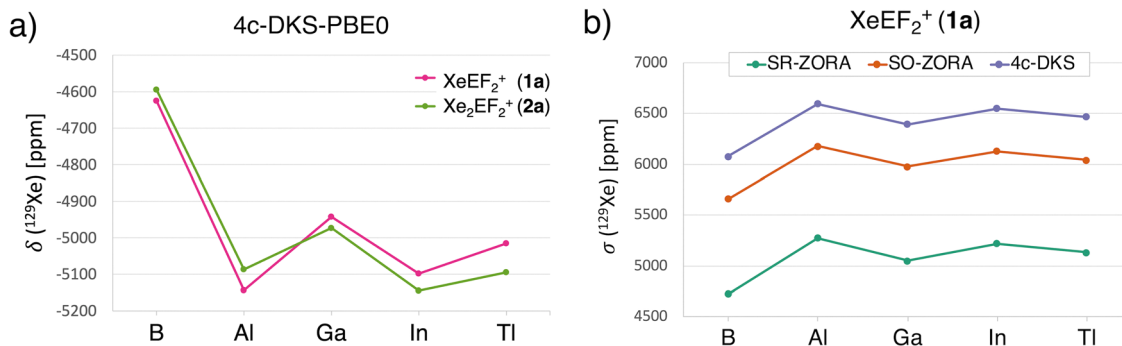 a)
4c-DKS-PBE0
δ (¹²⁹Xe) [ppm]
-4500
-4600
-4700
-4800
-4900
-5000
-5100
-5200
XeEF₂⁺ (1a)
Xe₂EF₂⁺ (2a)
B Al Ga In Tl
b)
XeEF₂⁺ (1a)
SR-ZORA SO-ZORA 4c-DKS
σ (¹²⁹Xe) [ppm]
7000
6500
6000
5500
5000
4500
B Al Ga In Tl